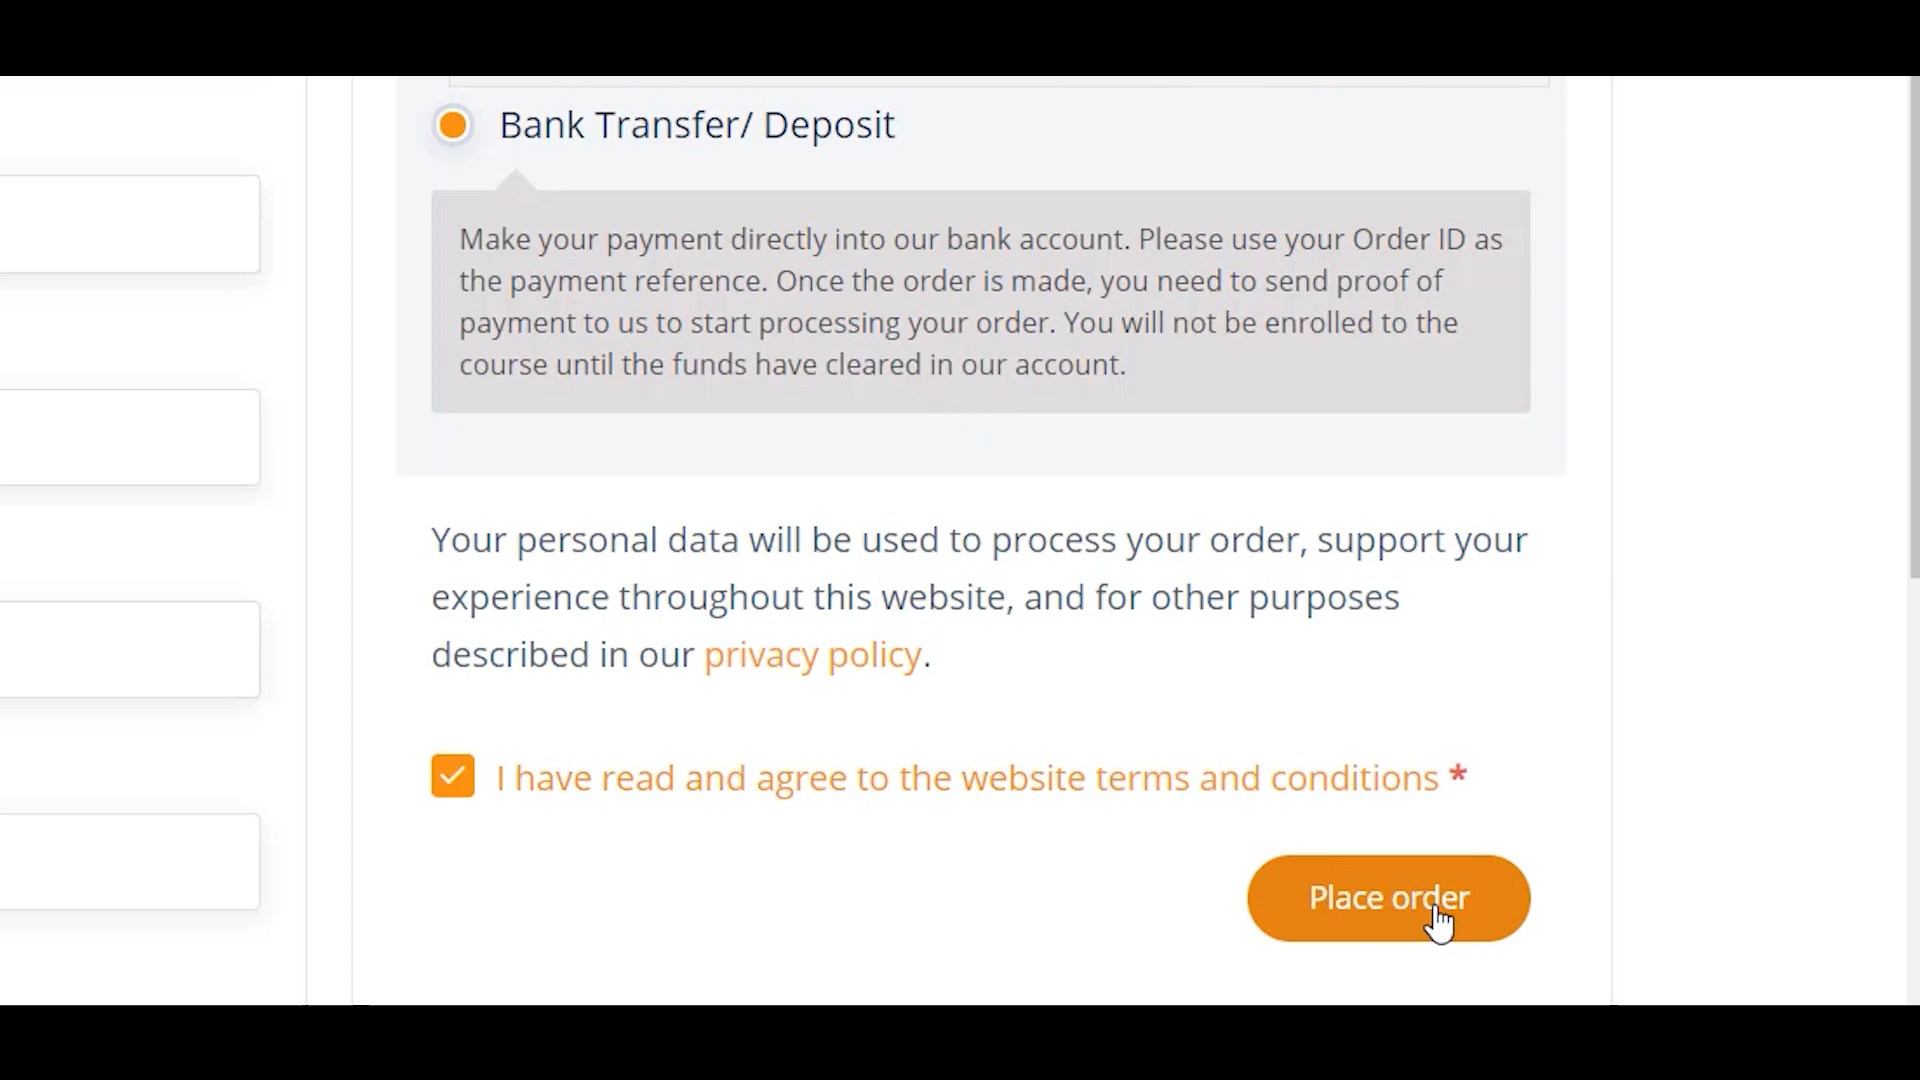 Bank Transfer/ Deposit
Make your payment directly into our bank account. Please use your Order ID as
the payment reference. Once the order is made, you need to send proof of
payment to us to start processing your order. You will not be enrolled to the
course until the funds have cleared in our account.
Your personal data will be used to process your order, support your
experience throughout this website, and for other purposes
described in our privacy policy.
I have read and agree to the website terms and conditions *
Place order